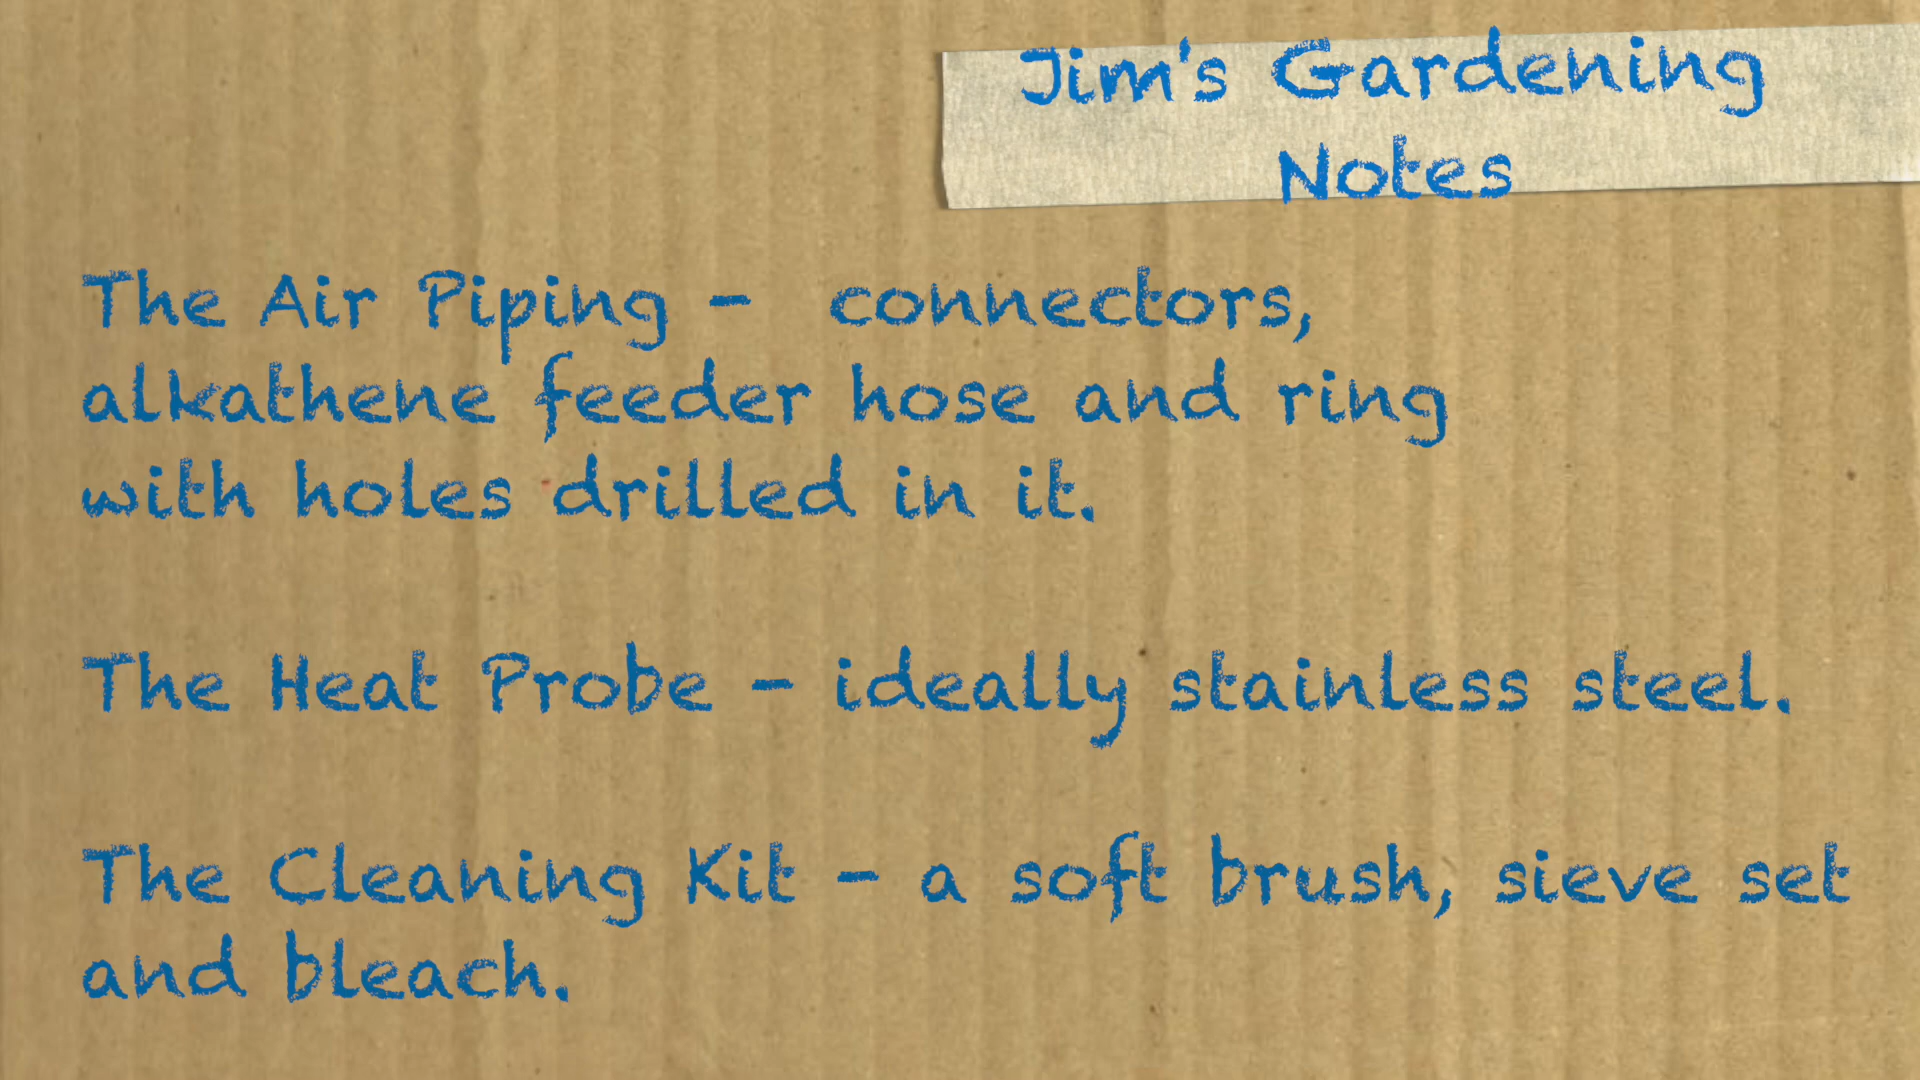 Jim's Gardening
Notes
The Air Piping - connectors,
alkathene feeder hose and ring
with holes drilled in it.
The Heat Probe - ideally stainless steel.
The Cleaning Kit - a soft brush, sieve set
and bleach.